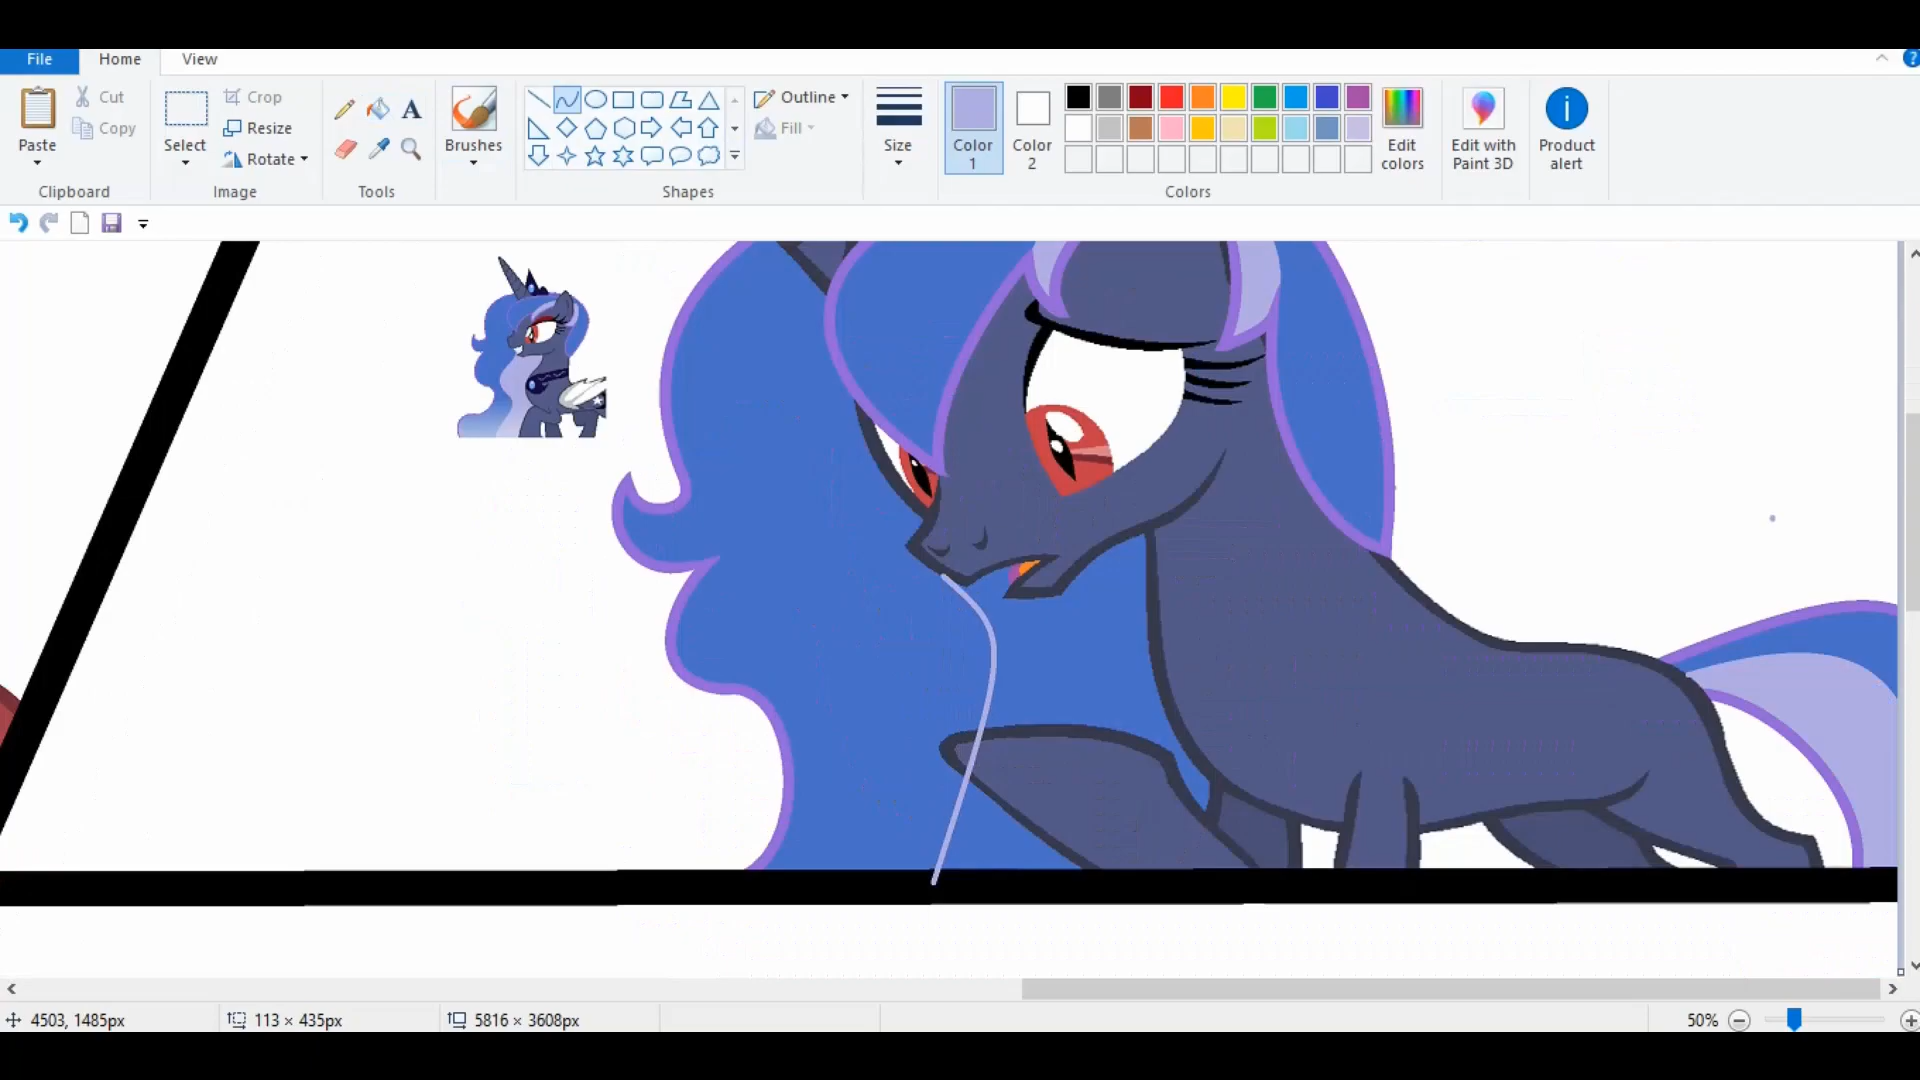 File Home View
Paste
Cut
Copy
Clipboard
Select
Crop
Resize
Rotate
Image
A
Tools
Brushes
Shapes
Outline
Fill
Size
Color
1
Color
2
Colors
Edit
colors
Edit with
Paint 3D
Product
alert
4503, 1485px
113 × 435px
5816 × 3608px
50%